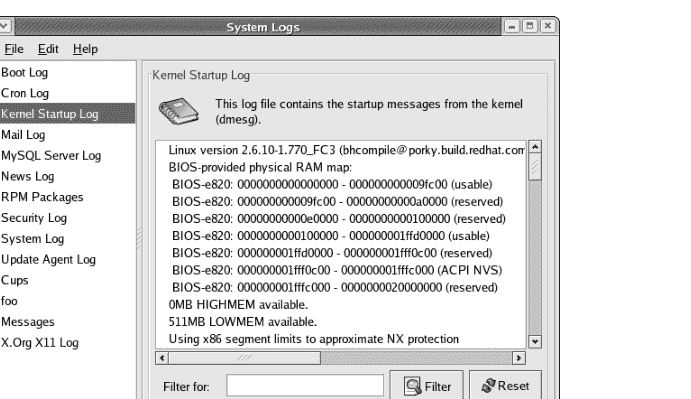 System Logs
File Edit Help
Boot Log
Cron Log
Kernel Startup Log
Mail Log
MySQL Server Log
News Log
RPM Packages
Security Log
System Log
Update Agent Log
Cups
foo
Messages
X.Org X11 Log
Kernel Startup Log
This log file contains the startup messages from the kernel
(dmesg).
Linux version 2.6.10-1.770_FC3 (bhcompile@porky.build.redhat.com
BIOS-provided physical RAM map:
BIOS-e820: 0000000000000000 - 000000000009fc00 (usable)
BIOS-e820: 000000000009fc00 - 00000000000a0000 (reserved)
BIOS-e820: 00000000000e0000 - 0000000000100000 (reserved)
BIOS-e820: 0000000000100000 - 000000001ffd0000 (usable)
BIOS-e820: 000000001ffd0000 - 000000001fff0c00 (reserved)
BIOS-e820: 000000001fff0c00 - 000000001fffc000 (ACPI NVS)
BIOS-e820: 000000001fffc000 - 0000000020000000 (reserved)
0MB HIGHMEM available.
511MB LOWMEM available.
Using x86 segment limits to approximate NX protection
Filter for:
Filter
Reset